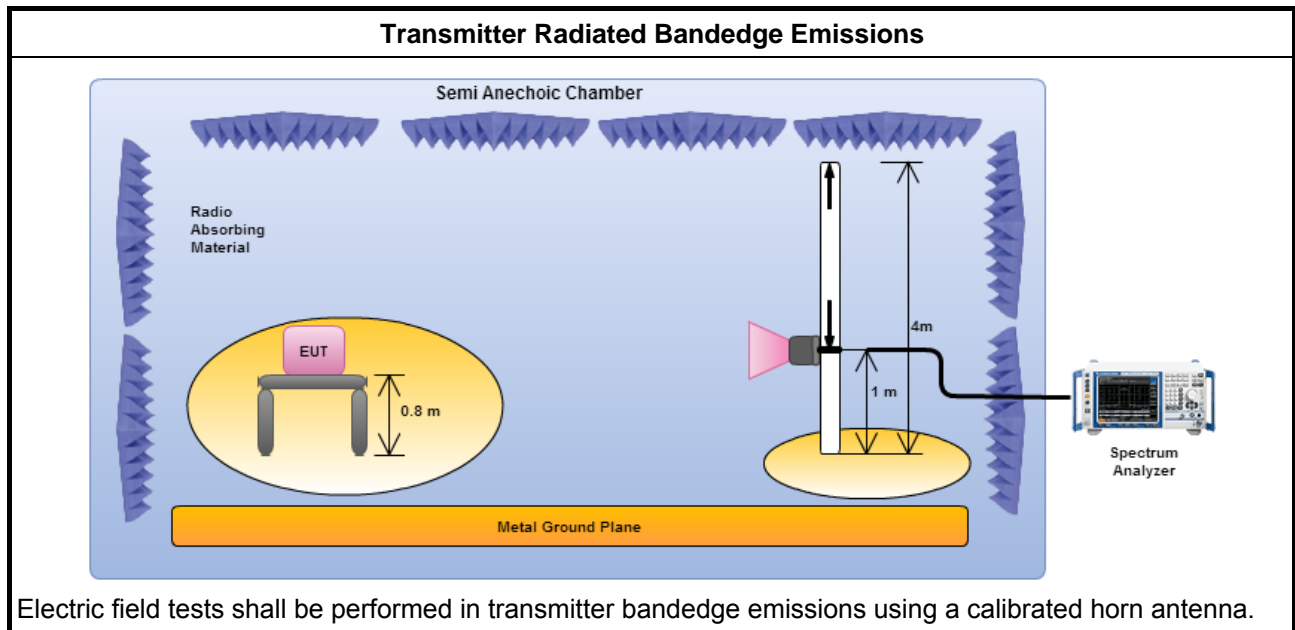 Transmitter Radiated Bandedge Emissions
Semi Anechoic Chamber
Radio
Absorbing
Material
EUT
0.8 m
4m
1 m
Spectrum
Analyzer
Metal Ground Plane
Electric field tests shall be performed in transmitter bandedge emissions using a calibrated horn antenna.